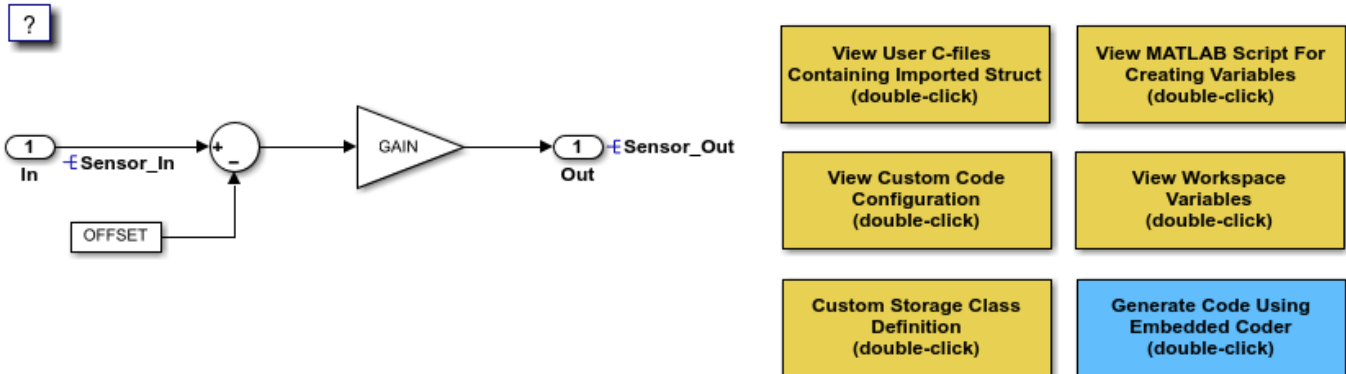 ?
1
In
Sensor_In
+
−
OFFSET
GAIN
1
Out
Sensor_Out
View User C-files
Containing Imported Struct
(double-click)
View MATLAB Script For
Creating Variables
(double-click)
View Custom Code
Configuration
(double-click)
View Workspace
Variables
(double-click)
Custom Storage Class
Definition
(double-click)
Generate Code Using
Embedded Coder
(double-click)